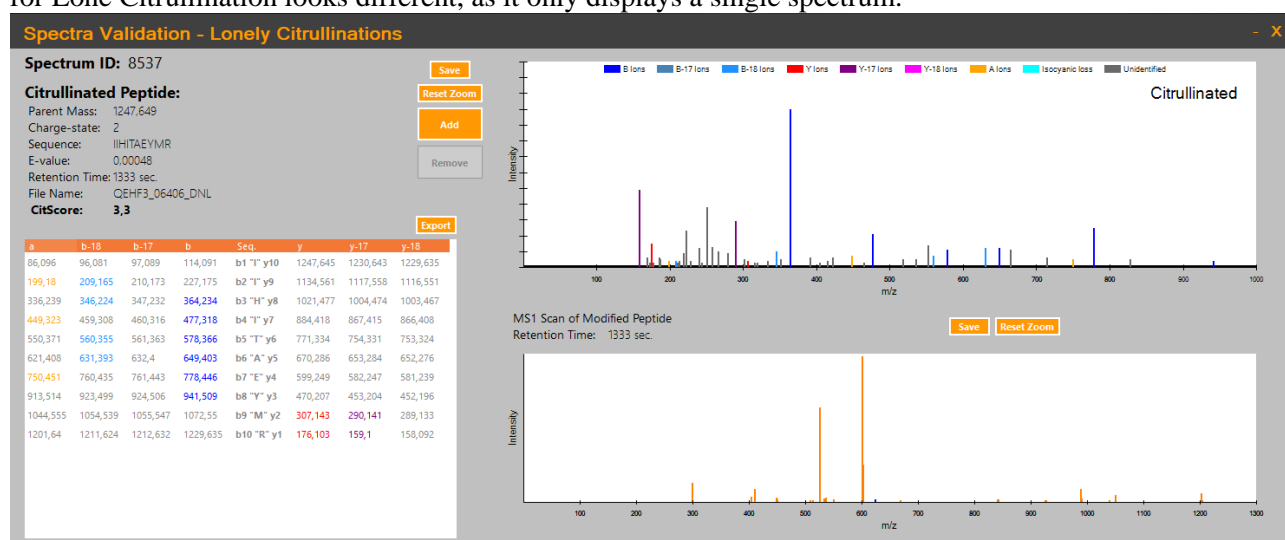 for Lone Citrullination looks different, as it only displays a single spectrum.
Spectra Validation - Lonely Citrullinations - X
Spectrum ID: 8537
Save
Citrullinated Peptide:
Reset Zoom
Parent Mass: 1247,649
Charge-state: 2
Add
Sequence: IIHITAEYMR
E-value: 0,00048
Remove
Retention Time: 1333 sec.
File Name: QEHF3_06406_DNL
CitScore: 3,3
Export
a b-18 b-17 b Seq. y y-17 y-18
86,096 96,081 97,089 114,091 b1 "I" y10 1247,645 1230,643 1229,635
199,18 209,165 210,173 227,175 b2 "I" y9 1134,561 1117,558 1116,551
336,239 346,224 347,232 364,234 b3 "H" y8 1021,477 1004,474 1003,467
449,323 459,308 460,316 477,318 b4 "I" y7 884,418 867,415 866,408
550,371 560,355 561,363 578,366 b5 "T" y6 771,334 754,331 753,324
621,408 631,393 632,4 649,403 b6 "A" y5 670,286 653,284 652,276
750,451 760,435 761,443 778,446 b7 "E" y4 599,249 582,247 581,239
913,514 923,499 924,506 941,509 b8 "Y" y3 470,207 453,204 452,196
1044,555 1054,539 1055,547 1072,55 b9 "M" y2 307,143 290,141 289,133
1201,64 1211,624 1212,632 1229,635 b10 "R" y1 176,103 159,1 158,092
B Ions B-17 Ions B-18 Ions Y Ions Y-17 Ions Y-18 Ions A Ions Isocyanic loss Unidentified
Citrullinated
Intensity
100 200 300 400 500 600 700 800 900 1000
m/z
MS1 Scan of Modified Peptide
Retention Time: 1333 sec.
Save Reset Zoom
Intensity
100 200 300 400 500 600 700 800 900 1000 1100 1200 1300
m/z